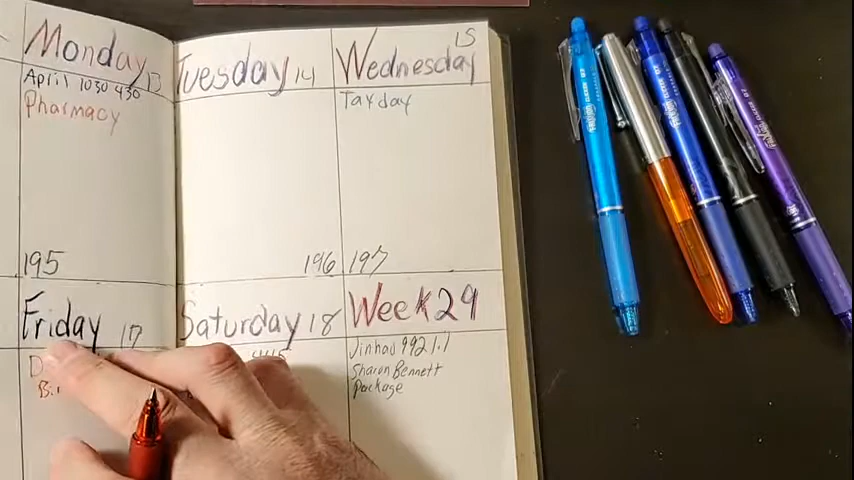 Monday 13
April 1030 430
Pharmacy
195
Tuesday 14
196
Wednesday 15
Taxday
197
Friday 17
Saturday 18
Week 29
Jinhao 992 1.1
Sharon Bennett
Package